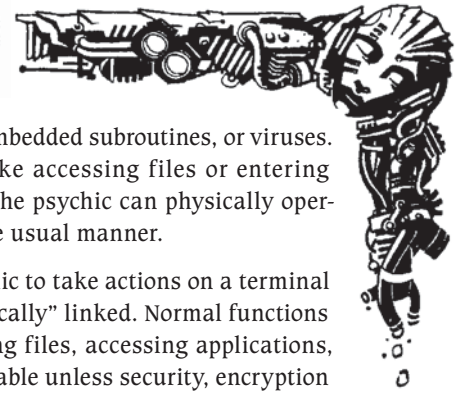 mbedded subroutines, or viruses.
ke accessing files or entering
he psychic can physically oper-
e usual manner.
ic to take actions on a terminal
cally” linked. Normal functions
ng files, accessing applications,
able unless security, encryption